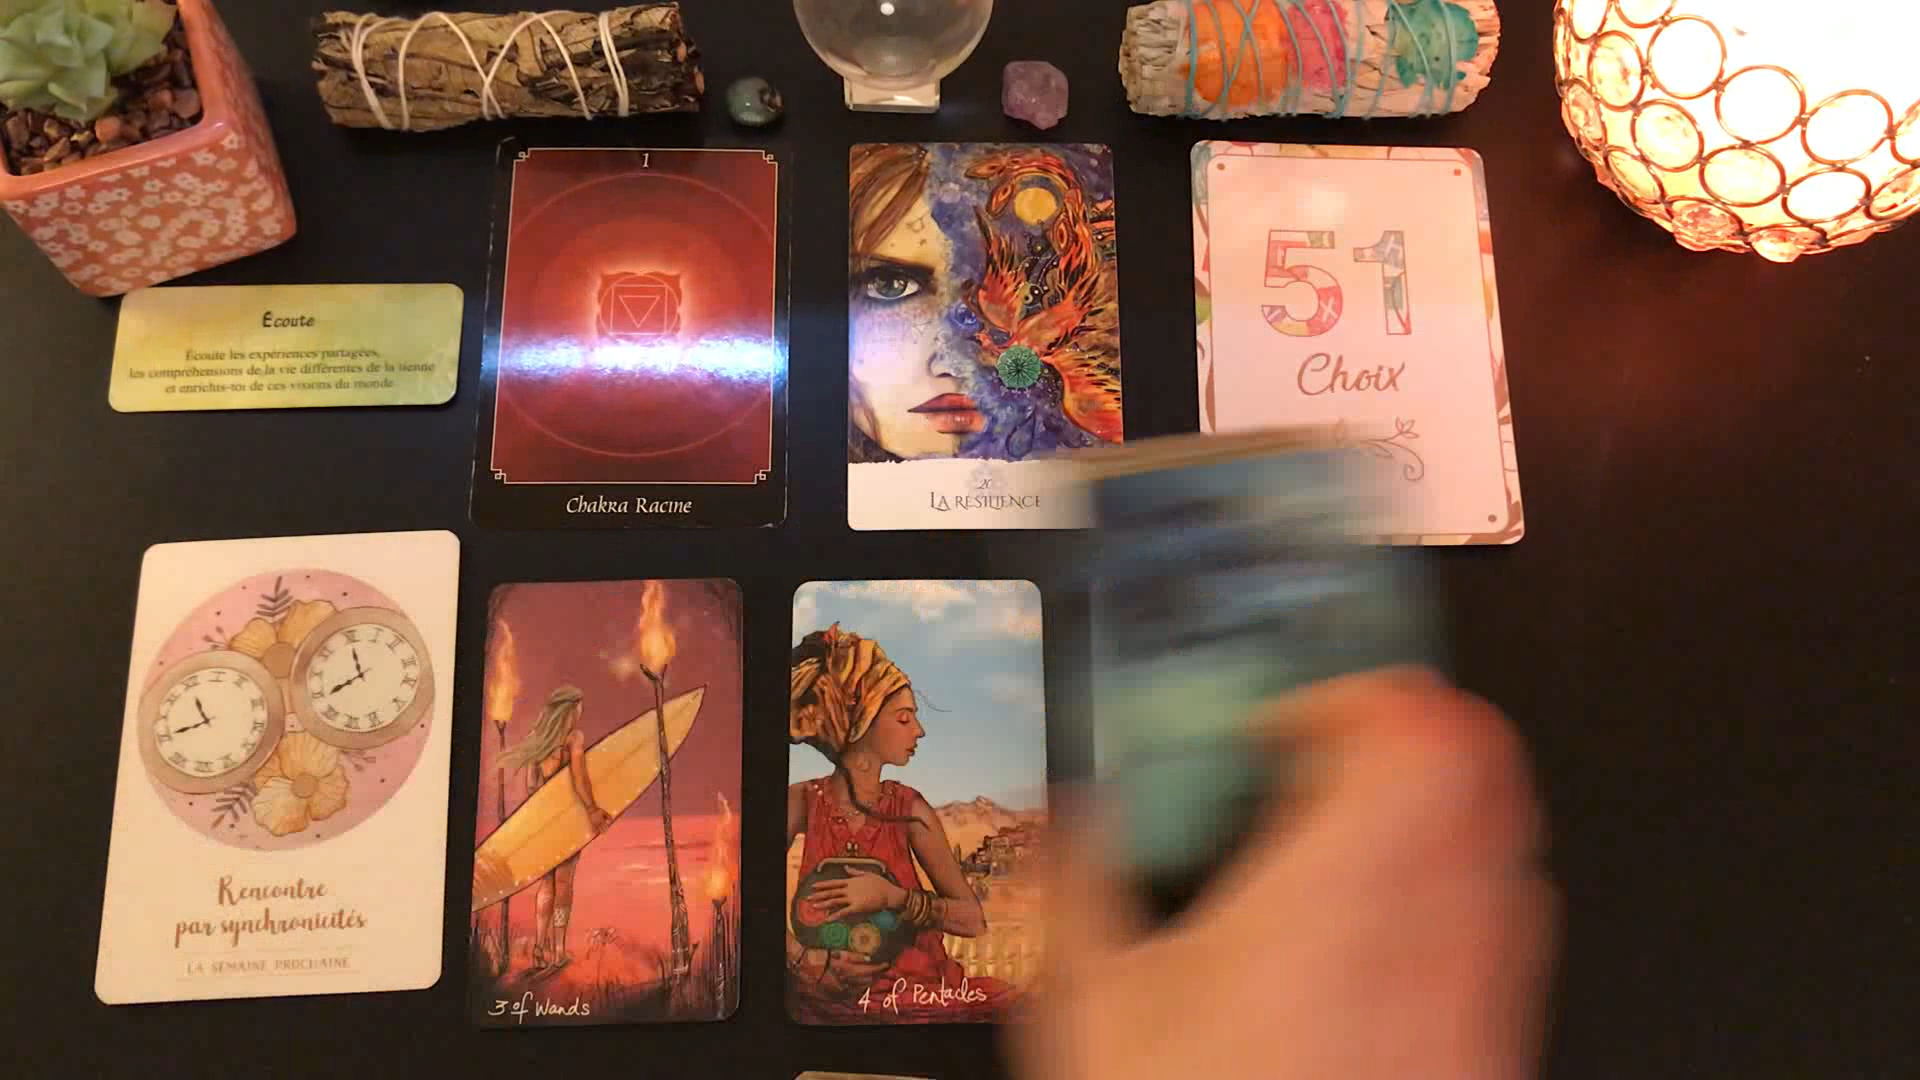 1
Chakra Racine
20
LA RÉSILIENCE
51
Choix
Écoute
Écoute les expériences partagées,
les compréhensions de la vie différentes de la tienne
et enrichis-toi de ces visions du monde
Rencontre
par synchronicités
LA SEMAINE PROCHAINE
3 of Wands
4 of Pentacles